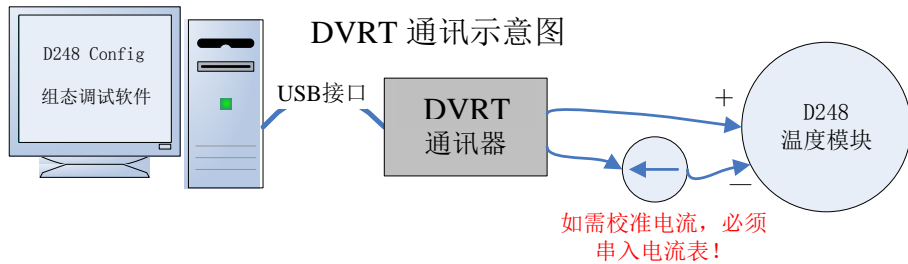 DVRT 通讯示意图
D248 Config
组态调试软件
USB接口
DVRT
通讯器
+
D248
温度模块
—
如需校准电流，必须
串入电流表！